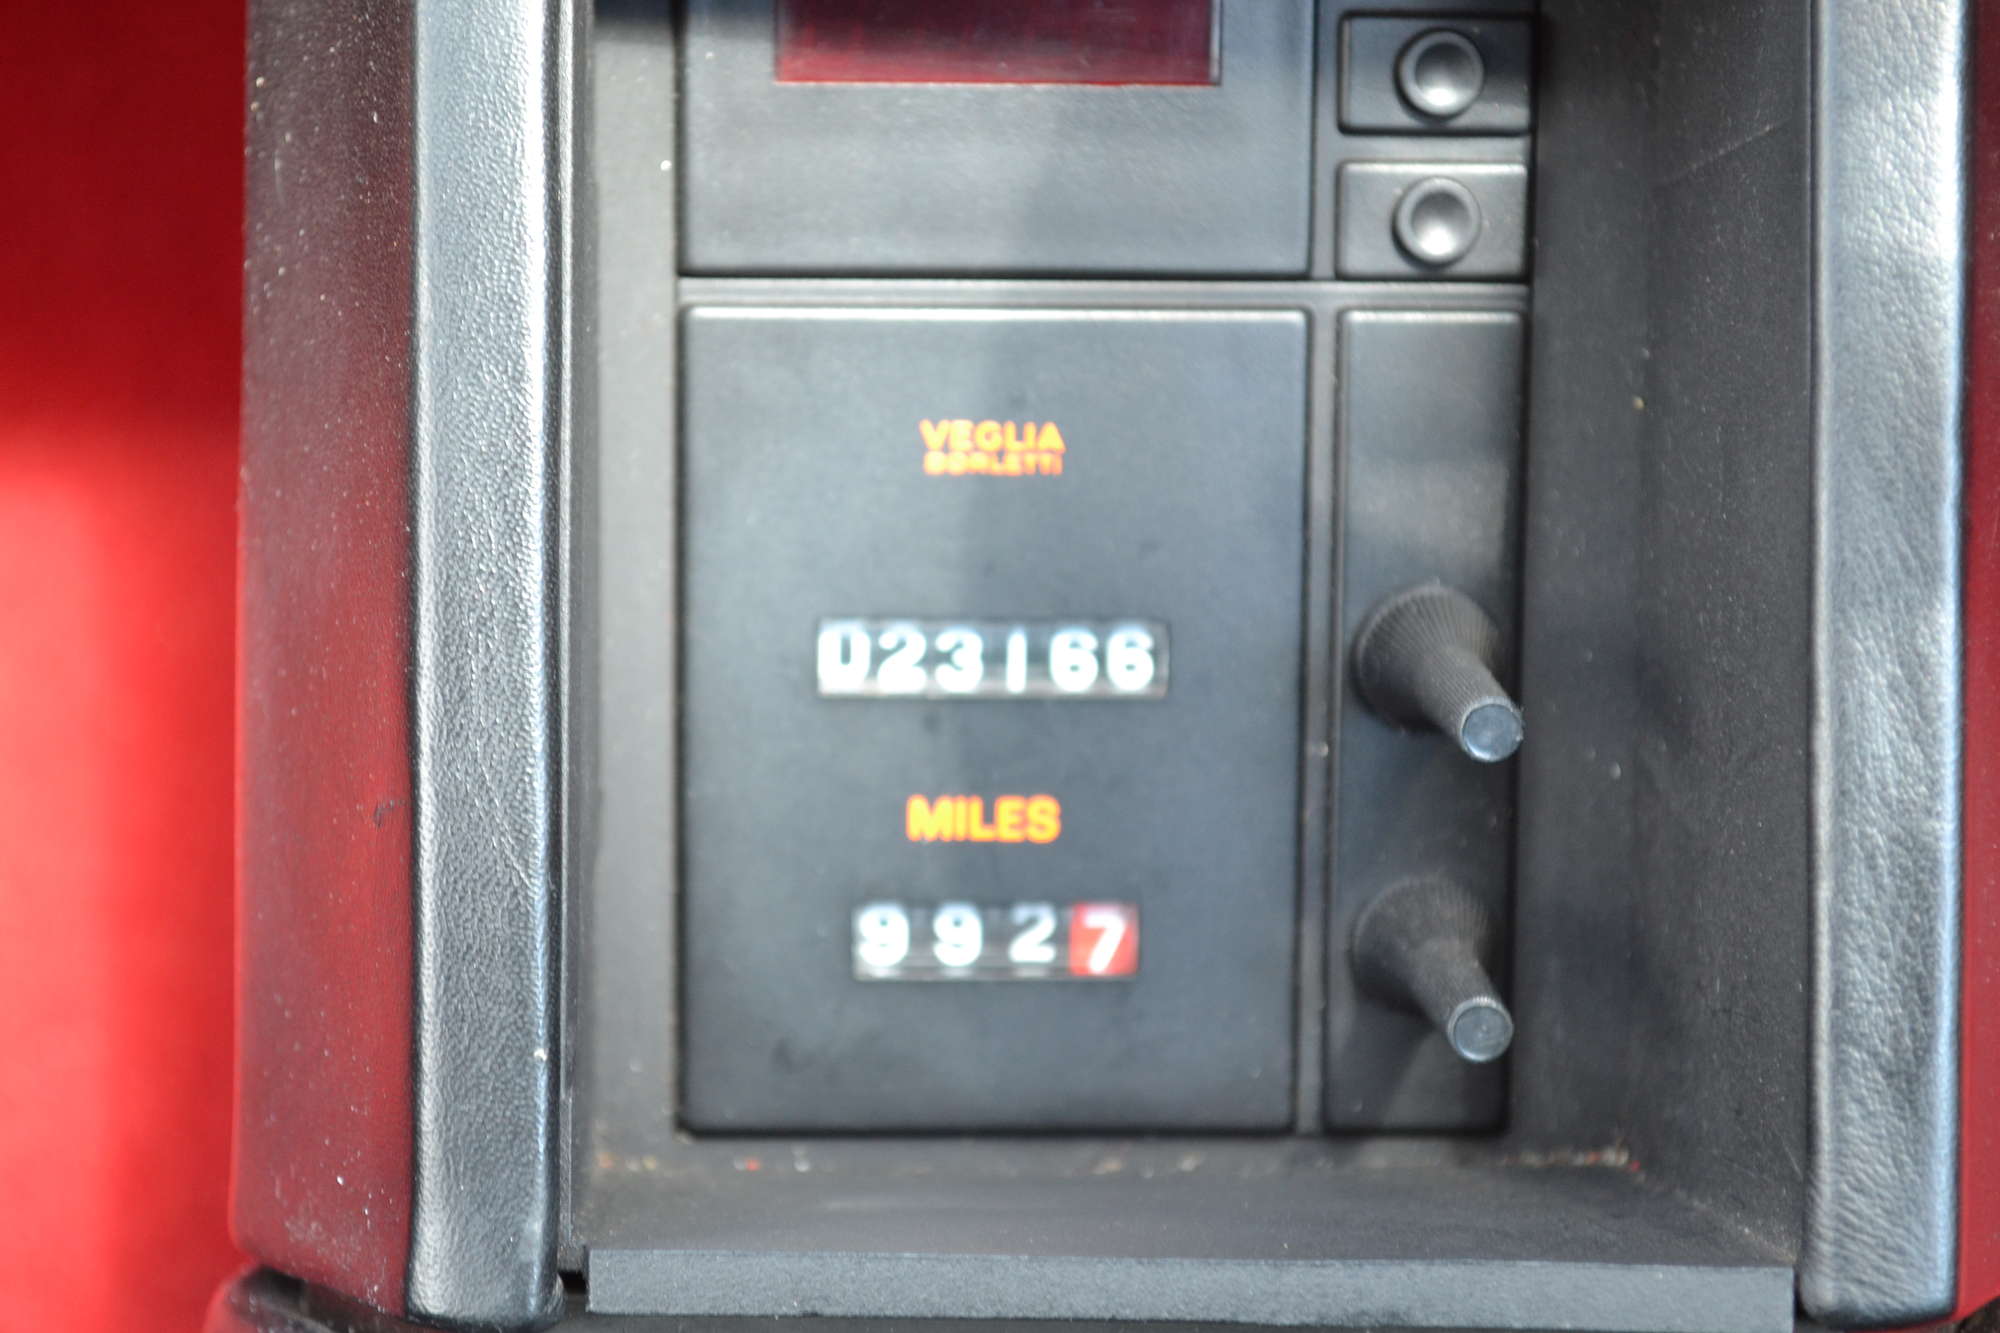 VEGLIA
BORLETTI
023166
MILES
9927